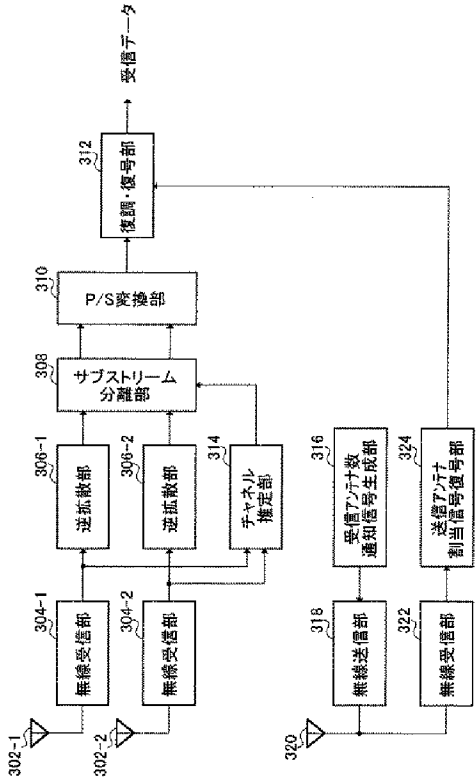 302-1
304-1
無線受信部
306-1
逆拡散部
308
サブストリーム
分離部
310
P/S変換部
312
復調・復号部
受信データ
302-2
304-2
無線受信部
306-2
逆拡散部
314
チャネル
推定部
320
318
無線送信部
316
受信アンテナ数
通知信号生成部
322
無線受信部
324
送信アンテナ
割当信号復号部